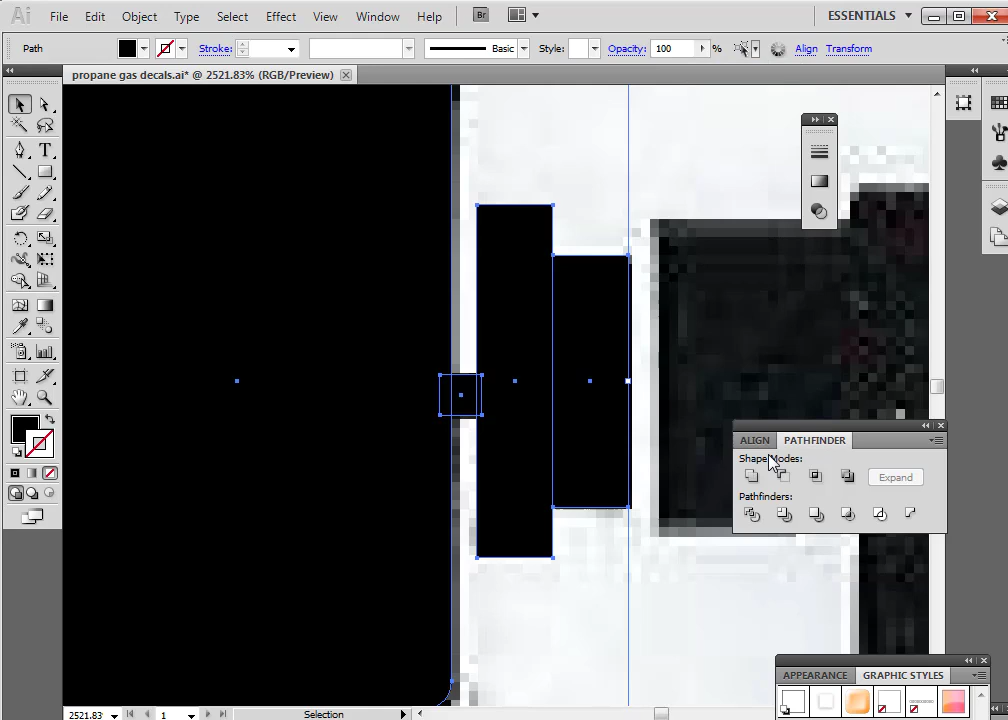 Ai File Edit Object Type Select Effect View Window Help Br ESSENTIALS
Path Stroke: Basic Style: Opacity: 100 % Align Transform
propane gas decals.ai* @ 2521.83% (RGB/Preview)
T
ALIGN PATHFINDER
Shape Modes:
Expand
Pathfinders:
APPEARANCE GRAPHIC STYLES
2521.83 1 Selection